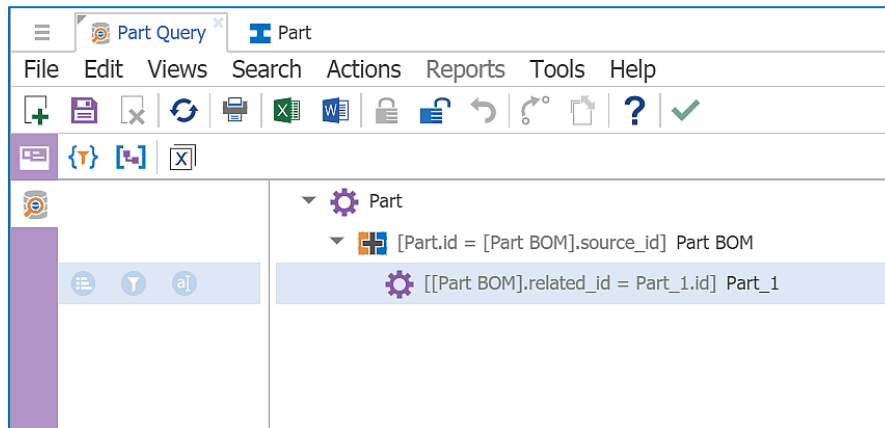 Part Query Part
File Edit Views Search Actions Reports Tools Help
Part
[Part.id = [Part BOM].source_id] Part BOM
[[Part BOM].related_id = Part_1.id] Part_1